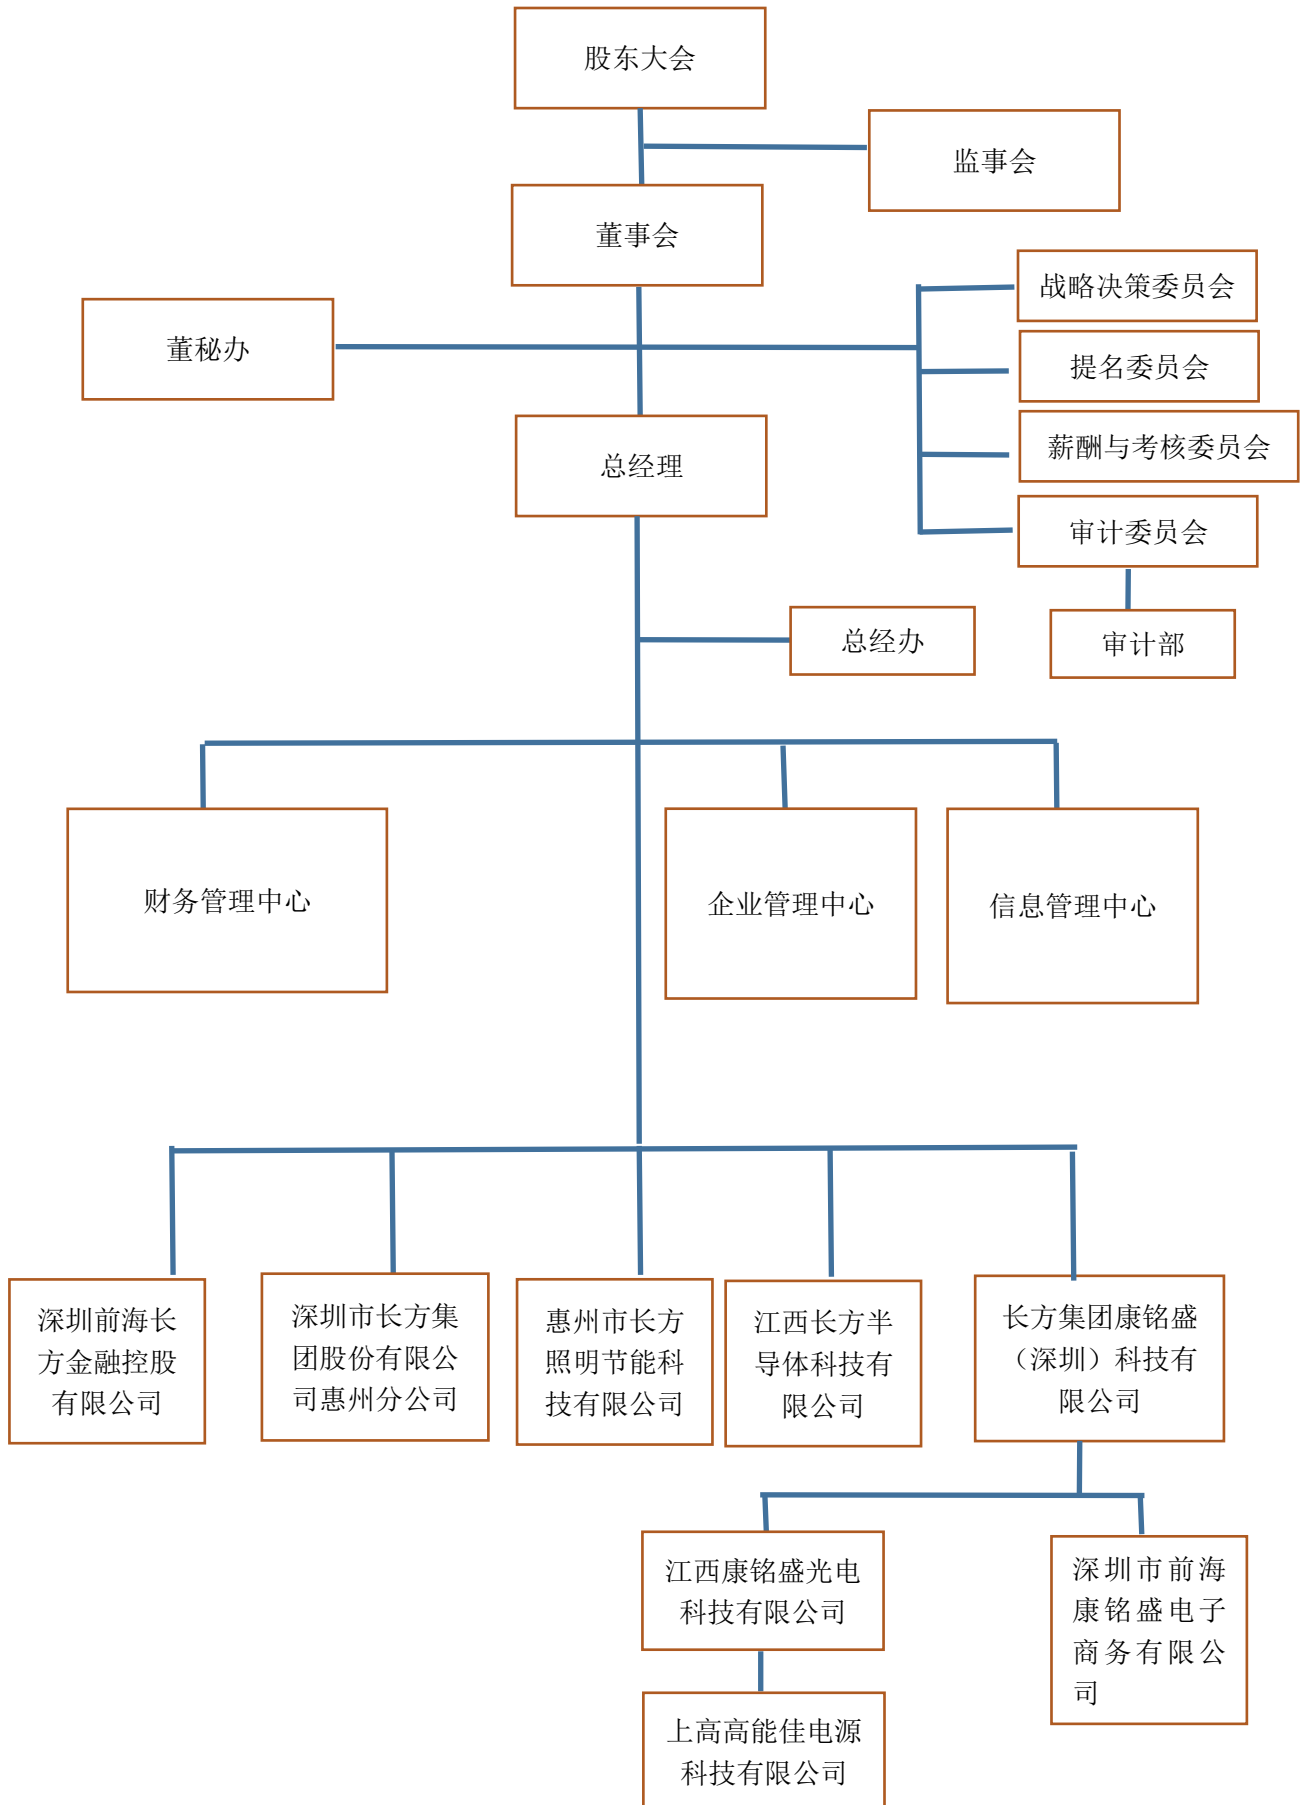 股东大会
监事会
董事会
战略决策委员会
董秘办
提名委员会
薪酬与考核委员会
总经理
审计委员会
总经办
审计部
财务管理中心
企业管理中心
信息管理中心
深圳前海长
方金融控股
有限公司
深圳市长方集
团股份有限公
司惠州分公司
惠州市长方
照明节能科
技有限公司
江西长方半
导体科技有
限公司
长方集团康铭盛
（深圳）科技有
限公司
江西康铭盛光电
科技有限公司
深圳市前海
康铭盛电子
商务有限公
司
上高高能佳电源
科技有限公司